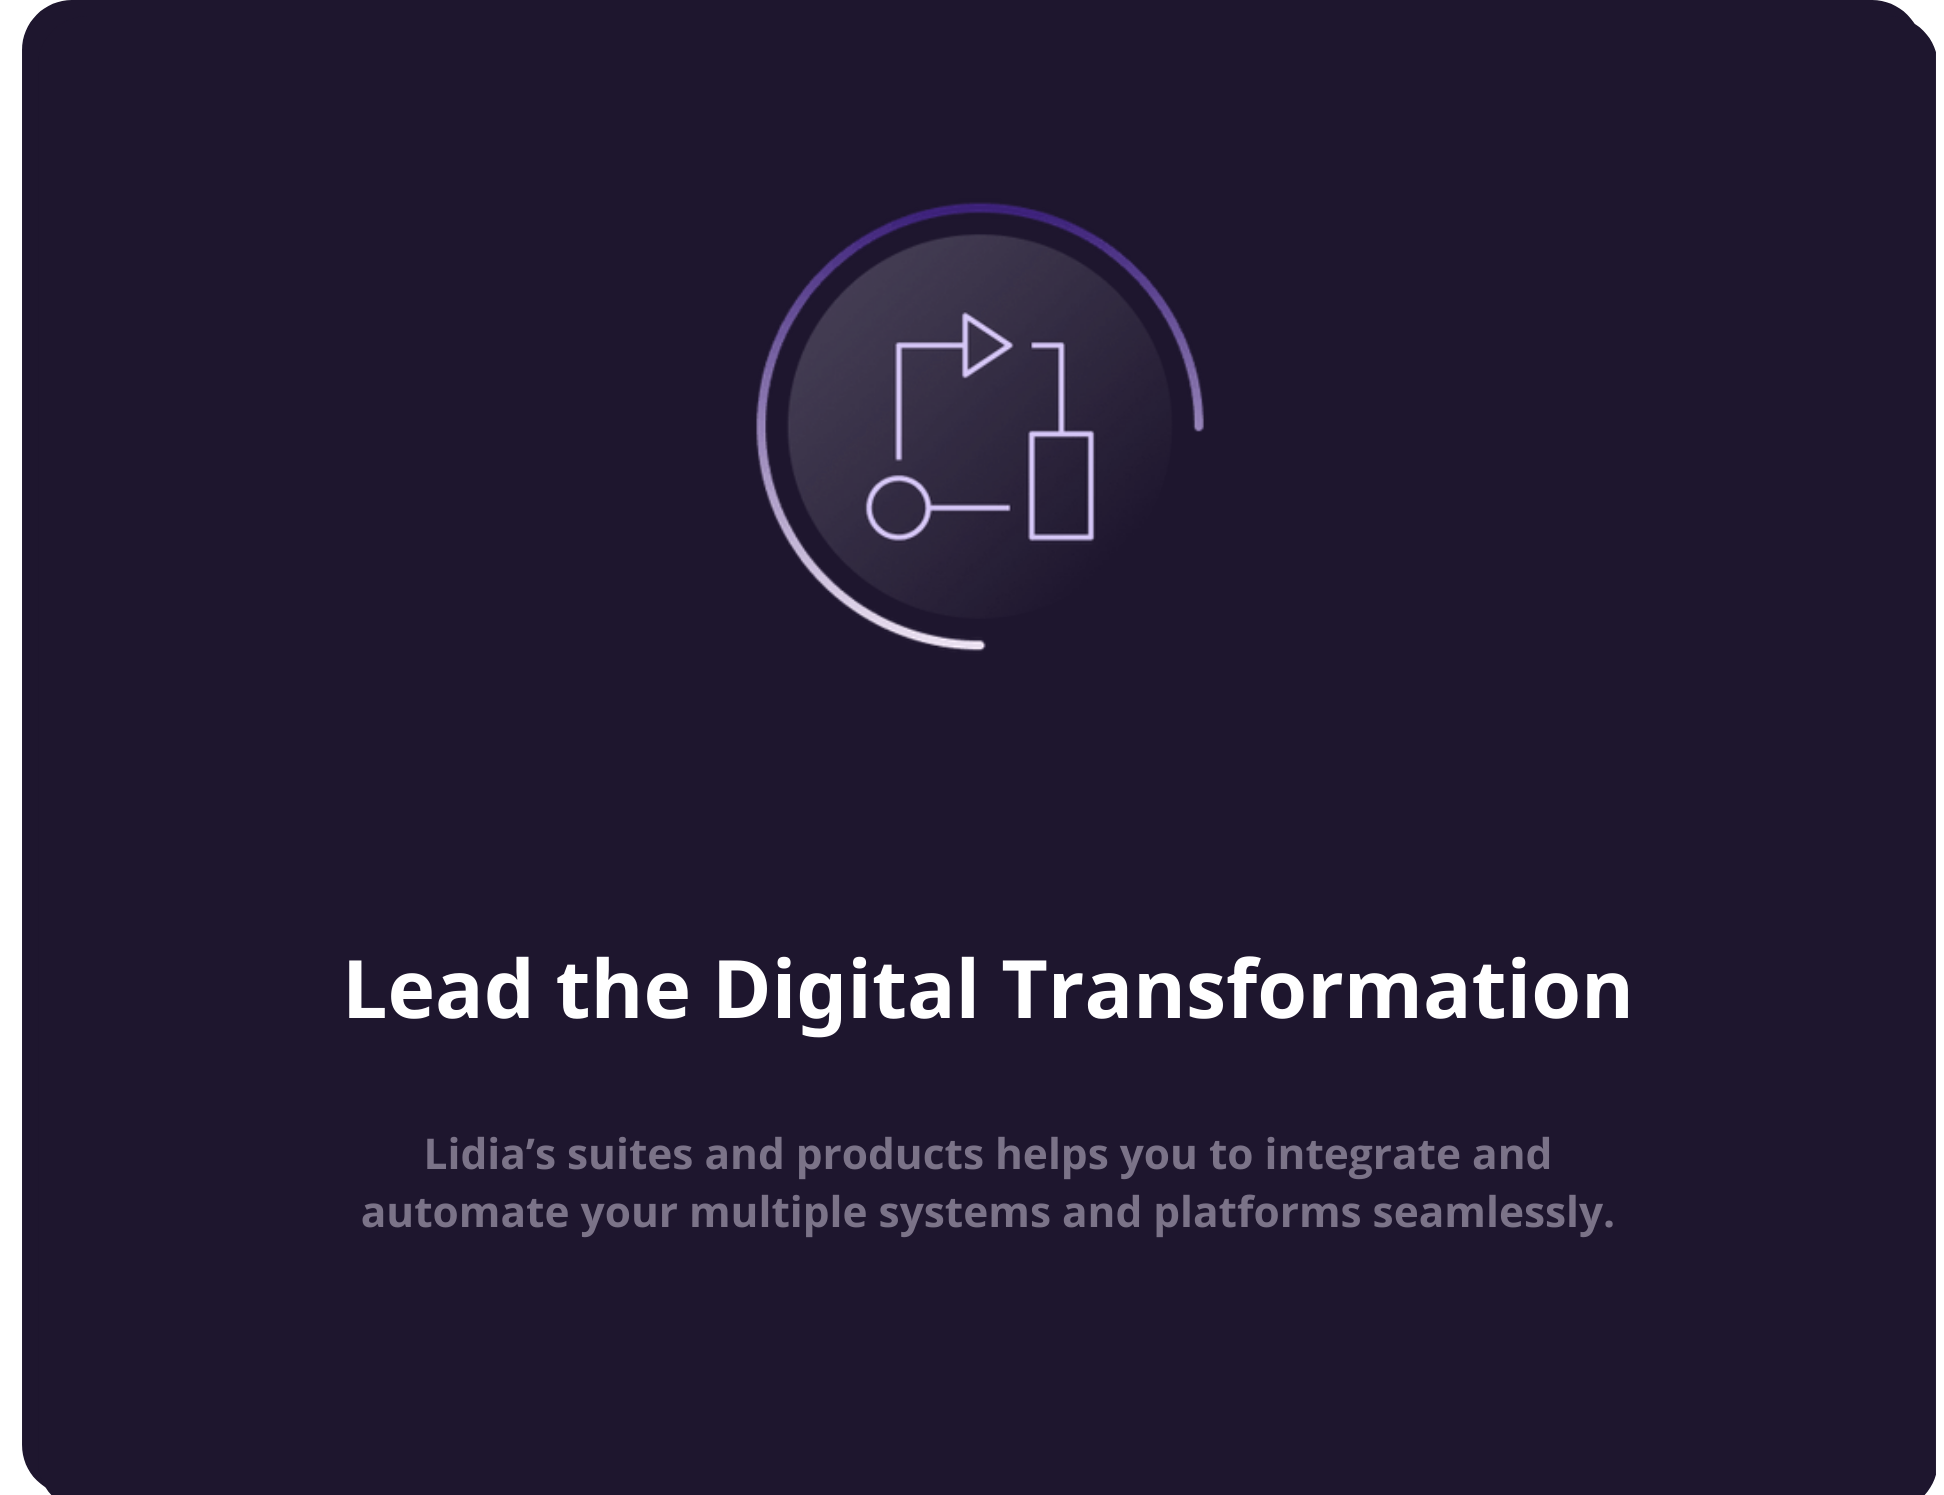 Lead the Digital Transformation
Lidia’s suites and products helps you to integrate and
automate your multiple systems and platforms seamlessly.